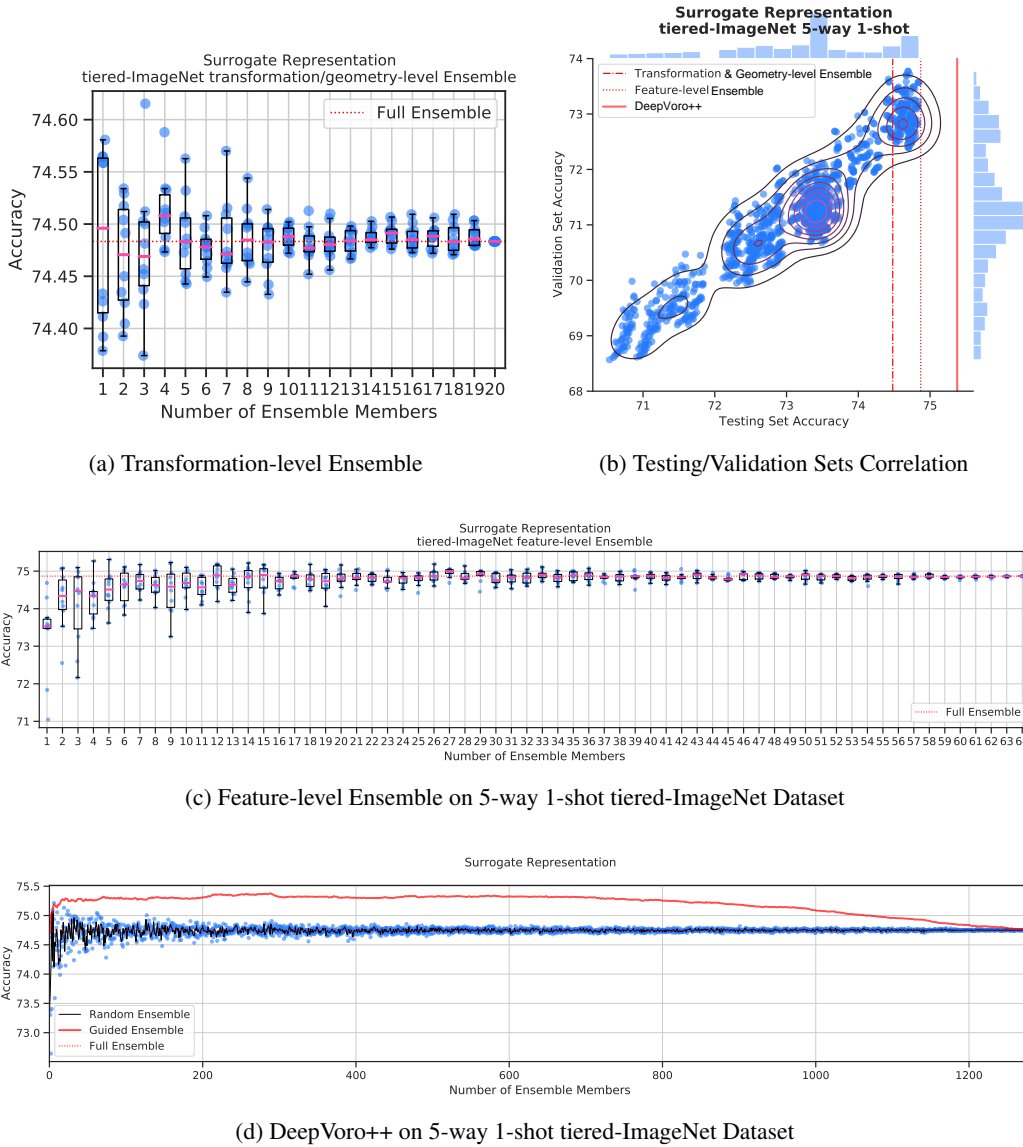 Surrogate Representation
tiered-ImageNet transformation/geometry-level Ensemble
Full Ensemble
74.60
74.55
74.50
74.45
74.40
Accuracy
1 2 3 4 5 6 7 8 9 10 11 12 13 14 15 16 17 18 19 20
Number of Ensemble Members
(a) Transformation-level Ensemble
Surrogate Representation
tiered-ImageNet 5-way 1-shot
Transformation & Geometry-level Ensemble
Feature-level Ensemble
DeepVoro++
74
73
72
71
70
69
68
Validation Set Accuracy
71 72 73 74 75
Testing Set Accuracy
(b) Testing/Validation Sets Correlation
Surrogate Representation
tiered-ImageNet feature-level Ensemble
75
74
73
72
71
Accuracy
Full Ensemble
1 2 3 4 5 6 7 8 9 10 11 12 13 14 15 16 17 18 19 20 21 22 23 24 25 26 27 28 29 30 31 32 33 34 35 36 37 38 39 40 41 42 43 44 45 46 47 48 49 50 51 52 53 54 55 56 57 58 59 60 61 62 63 6
Number of Ensemble Members
(c) Feature-level Ensemble on 5-way 1-shot tiered-ImageNet Dataset
Surrogate Representation
75.5
75.0
74.5
74.0
73.5
73.0
Accuracy
Random Ensemble
Guided Ensemble
Full Ensemble
0 200 400 600 800 1000 1200
Number of Ensemble Members
(d) DeepVoro++ on 5-way 1-shot tiered-ImageNet Dataset